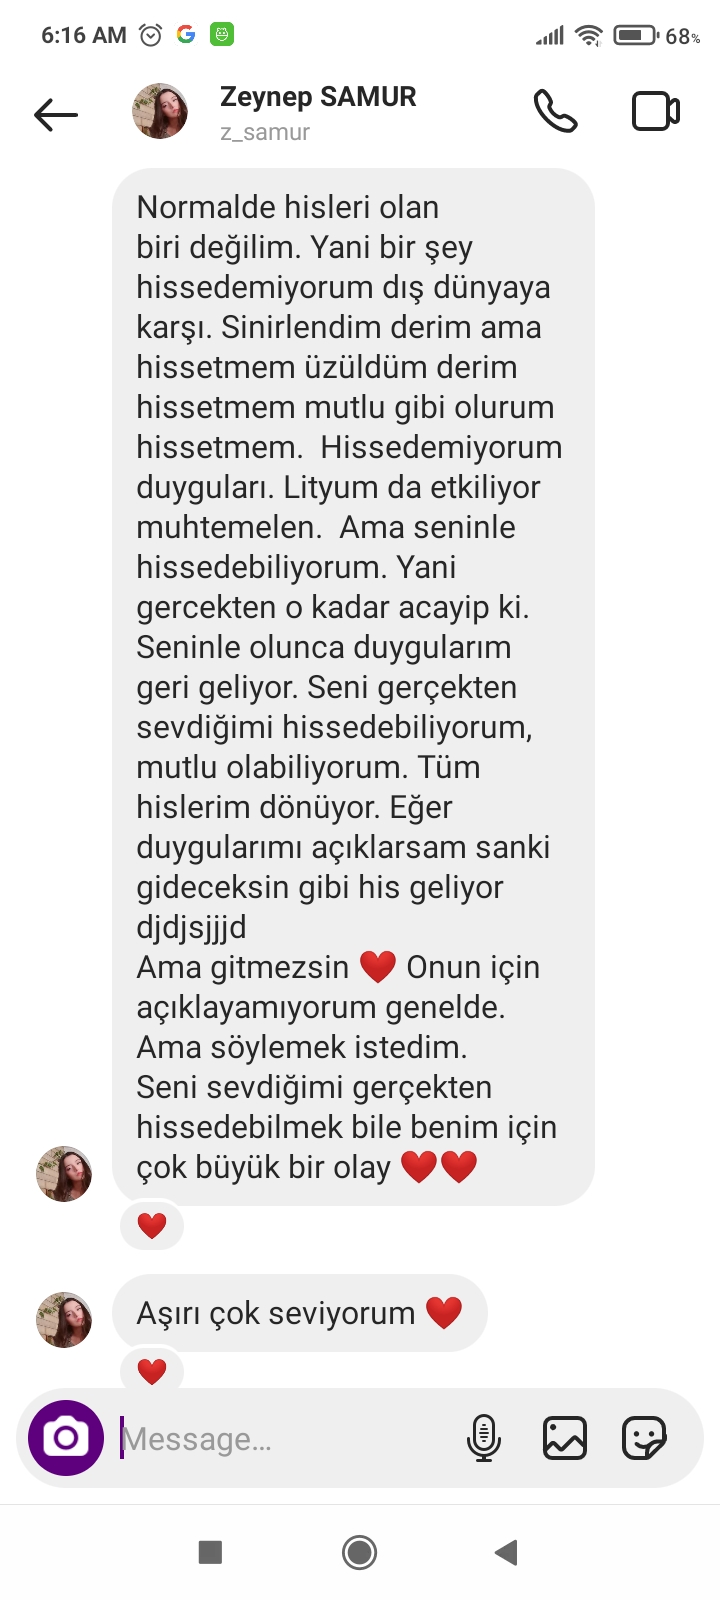 6:16 AM
68%
Zeynep SAMUR
z_samur
Normalde hisleri olan
biri değilim. Yani bir şey
hissedemiyorum dış dünyaya
karşı. Sinirlendim derim ama
hissetmem üzüldüm derim
hissetmem mutlu gibi olurum
hissetmem.  Hissedemiyorum
duyguları. Lityum da etkiliyor
muhtemelen.  Ama seninle
hissedebiliyorum. Yani
gercekten o kadar acayip ki.
Seninle olunca duygularım
geri geliyor. Seni gerçekten
sevdiğimi hissedebiliyorum,
mutlu olabiliyorum. Tüm
hislerim dönüyor. Eğer
duygularımı açıklarsam sanki
gideceksin gibi his geliyor
djdjsjjjd
Ama gitmezsin ❤️ Onun için
açıklayamıyorum genelde.
Ama söylemek istedim.
Seni sevdiğimi gerçekten
hissedebilmek bile benim için
çok büyük bir olay ❤️❤️
❤️
Aşırı çok seviyorum ❤️
❤️
Message...